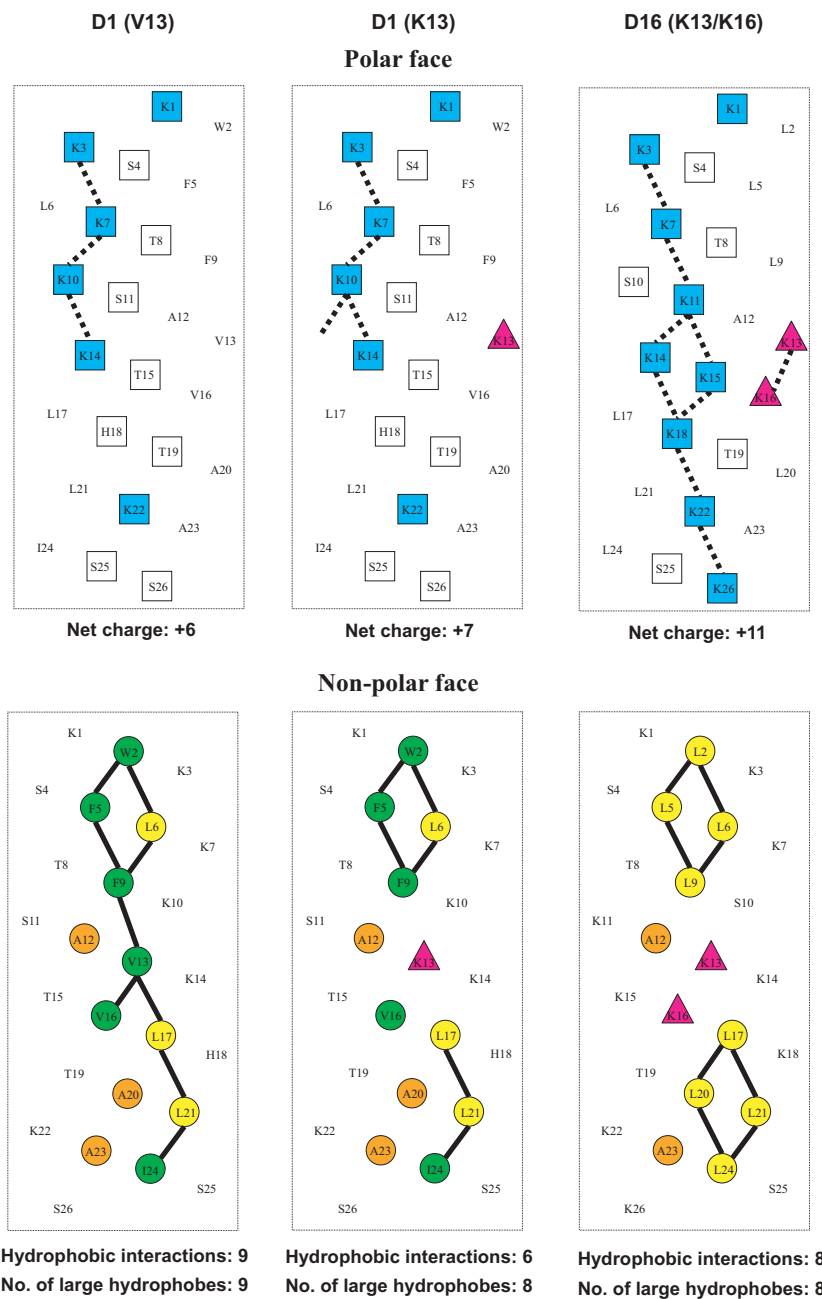 D1 (V13) D1 (K13) D16 (K13/K16)
Polar face
K1
W2
K3
S4
F5
L6
K7
T8
F9
K10
S11
A12
V13
K14
T15
V16
L17
H18
T19
A20
L21
K22
A23
I24
S25
S26
K1
W2
K3
S4
F5
L6
K7
T8
F9
K10
S11
A12
K13
K14
T15
V16
L17
H18
T19
A20
L21
K22
A23
I24
S25
S26
K1
L2
K3
S4
L5
L6
K7
T8
L9
S10
K11
A12
K13
K14
K15
K16
L17
K18
T19
L20
L21
K22
A23
L24
S25
K26
Net charge: +6 Net charge: +7 Net charge: +11
Non-polar face
K1
W2
K3
S4
F5
L6
K7
T8
F9
K10
S11
A12
V13
K14
T15
V16
L17
H18
T19
A20
L21
K22
A23
I24
S25
S26
K1
W2
K3
S4
F5
L6
K7
T8
F9
K10
S11
A12
K13
K14
T15
V16
L17
H18
T19
A20
L21
K22
A23
I24
S25
S26
K1
L2
K3
S4
L5
L6
K7
T8
L9
S10
K11
A12
K13
K14
K15
K16
L17
K18
T19
L20
L21
K22
A23
L24
S25
K26
Hydrophobic interactions: 9 Hydrophobic interactions: 6 Hydrophobic interactions: 8
No. of large hydrophobes: 9 No. of large hydrophobes: 8 No. of large hydrophobes: 8